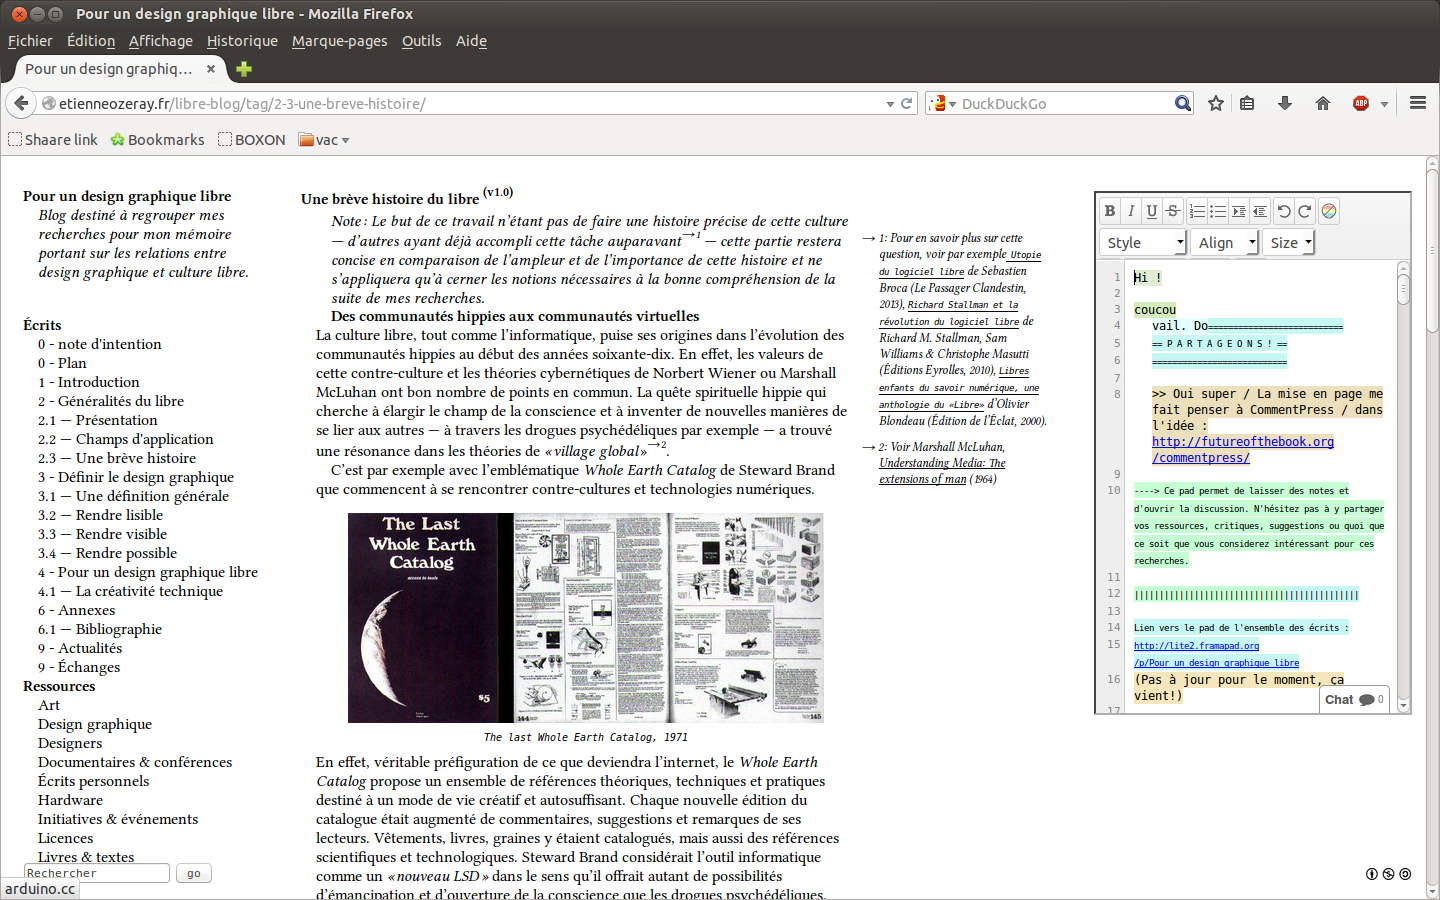 Pour un design graphique libre - Mozilla Firefox
Fichier Édition Affichage Historique Marque-pages Outils Aide
Pour un design graphiq…
etienneozeray.fr/libre-blog/tag/2-3-une-breve-histoire/
DuckDuckGo
ABP
Shaare link Bookmarks BOXON vac
Pour un design graphique libre
Blog destiné à regrouper mes
recherches pour mon mémoire
portant sur les relations entre
design graphique et culture libre.
Écrits
0 - note d'intention
0 - Plan
1 - Introduction
2 - Généralités du libre
2.1 — Présentation
2.2 — Champs d'application
2.3 — Une brève histoire
3 - Définir le design graphique
3.1 — Une définition générale
3.2 — Rendre lisible
3.3 — Rendre visible
3.4 — Rendre possible
4 - Pour un design graphique libre
4.1 — La créativité technique
6 - Annexes
6.1 — Bibliographie
9 - Actualités
9 - Échanges
Ressources
Art
Design graphique
Designers
Documentaires & conférences
Écrits personnels
Hardware
Initiatives & événements
Licences
Livres & textes
Rechercher go
arduino.cc
Une brève histoire du libre (v1.0)
Note : Le but de ce travail n'étant pas de faire une histoire précise de cette culture
— d'autres ayant déjà accompli cette tâche auparavant→1 — cette partie restera
concise en comparaison de l'ampleur et de l'importance de cette histoire et ne
s'appliquera qu'à cerner les notions nécessaires à la bonne compréhension de la
suite de mes recherches.
Des communautés hippies aux communautés virtuelles
La culture libre, tout comme l'informatique, puise ses origines dans l'évolution des
communautés hippies au début des années soixante-dix. En effet, les valeurs de
cette contre-culture et les théories cybernétiques de Norbert Wiener ou Marshall
McLuhan ont bon nombre de points en commun. La quête spirituelle hippie qui
cherche à élargir le champ de la conscience et à inventer de nouvelles manières de
se lier aux autres — à travers les drogues psychédéliques par exemple — a trouvé
une résonance dans les théories de « village global »→2.
C'est par exemple avec l'emblématique Whole Earth Catalog de Steward Brand
que commencent à se rencontrer contre-cultures et technologies numériques.
The Last
Whole Earth
Catalog
access to tools
$5
144
145
The last Whole Earth Catalog, 1971
En effet, véritable préfiguration de ce que deviendra l'internet, le Whole Earth
Catalog propose un ensemble de références théoriques, techniques et pratiques
destiné à un mode de vie créatif et autosuffisant. Chaque nouvelle édition du
catalogue était augmenté de commentaires, suggestions et remarques de ses
lecteurs. Vêtements, livres, graines y étaient catalogués, mais aussi des références
scientifiques et technologiques. Steward Brand considérait l'outil informatique
comme un « nouveau LSD » dans le sens qu'il offrait autant de possibilités
d'émancipation et d'ouverture de la conscience que les drogues psychédéliques.
→ 1: Pour en savoir plus sur cette
question, voir par exemple Utopie
du logiciel libre de Sebastien
Broca (Le Passager Clandestin,
2013), Richard Stallman et la
révolution du logiciel libre de
Richard M. Stallman, Sam
Williams & Christophe Masutti
(Éditions Eyrolles, 2010), Libres
enfants du savoir numérique, une
anthologie du «Libre» d'Olivier
Blondeau (Édition de l'Éclat, 2000).
→ 2: Voir Marshall McLuhan,
Understanding Media: The
extensions of man (1964)
B I U S
Style Align Size
1 Hi !
2
3 coucou
4 vail. Do===========================
5 == P A R T A G E O N S ! ==
6 ===========================
7
8 >> Oui super / La mise en page me
fait penser à CommentPress / dans
l'idée :
http://futureofthebook.org
/commentpress/
9
10 ----> Ce pad permet de laisser des notes et
d'ouvrir la discussion. N'hésitez pas à y partager
vos ressources, critiques, suggestions ou quoi que
ce soit que vous considerez intéressant pour ces
recherches.
11
12 |||||||||||||||||||||||||||||||||||||||||||||
13
14 Lien vers le pad de l'ensemble des écrits :
15 http://lite2.framapad.org
/p/Pour_un_design_graphique_libre
16 (Pas à jour pour le moment, ça
vient!)
17
Chat 0